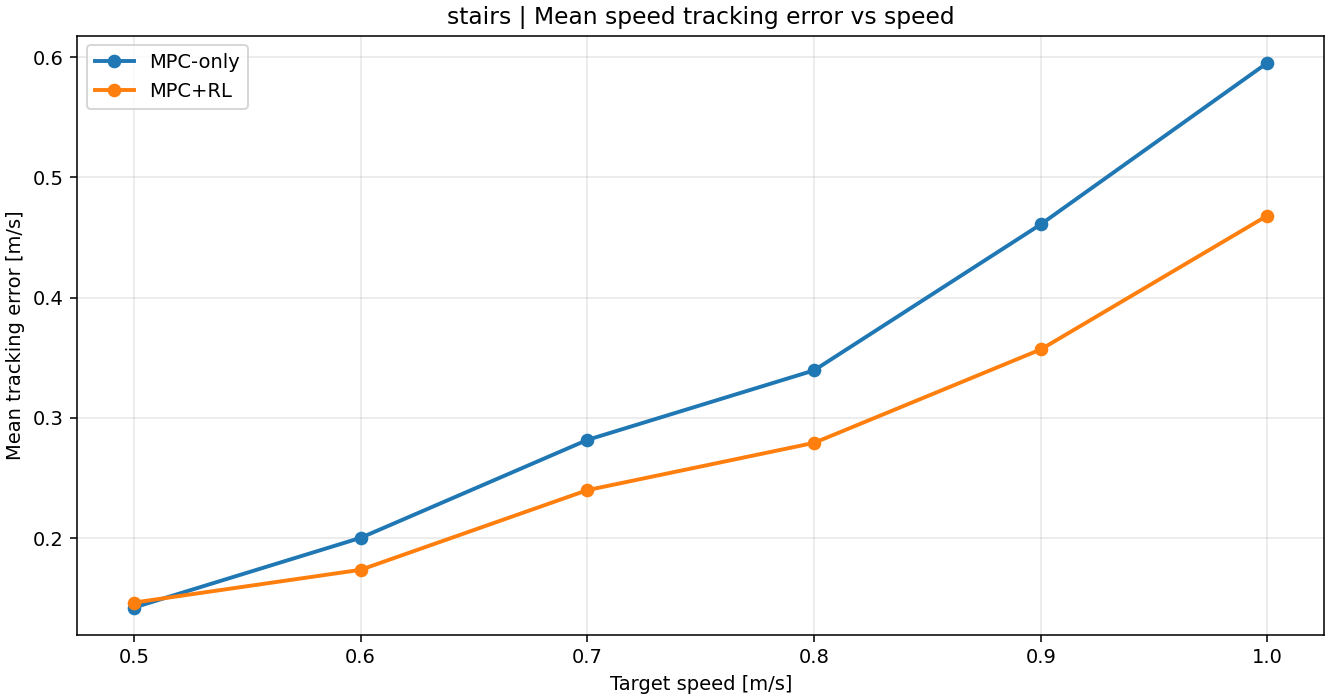 stairs | Mean speed tracking error vs speed
MPC-only
MPC+RL
Mean tracking error [m/s]
0.6
0.5
0.4
0.3
0.2
0.5 0.6 0.7 0.8 0.9 1.0
Target speed [m/s]